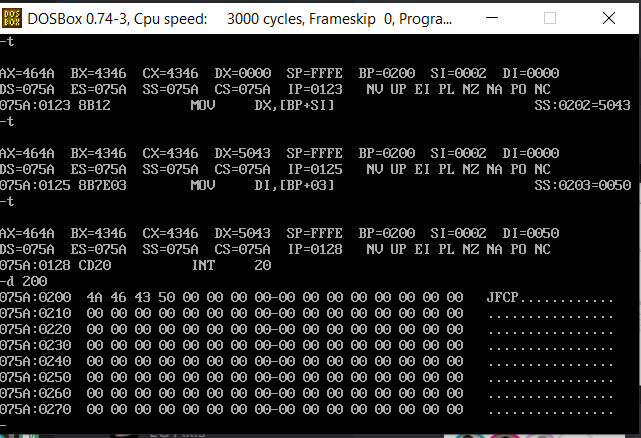 DOS BOX DOSBox 0.74-3, Cpu speed: 3000 cycles, Frameskip 0, Progra...
-t
AX=464A BX=4346 CX=4346 DX=0000 SP=FFFE BP=0200 SI=0002 DI=0000
DS=075A ES=075A SS=075A CS=075A IP=0123 NV UP EI PL NZ NA PO NC
075A:0123 8B12 MOV DX,[BP+SI] SS:0202=5043
-t
AX=464A BX=4346 CX=4346 DX=5043 SP=FFFE BP=0200 SI=0002 DI=0000
DS=075A ES=075A SS=075A CS=075A IP=0125 NV UP EI PL NZ NA PO NC
075A:0125 8B7E03 MOV DI,[BP+03] SS:0203=0050
-t
AX=464A BX=4346 CX=4346 DX=5043 SP=FFFE BP=0200 SI=0002 DI=0050
DS=075A ES=075A SS=075A CS=075A IP=0128 NV UP EI PL NZ NA PO NC
075A:0128 CD20 INT 20
-d 200
075A:0200 4A 46 43 50 00 00 00 00-00 00 00 00 00 00 00 00 JFCP............
075A:0210 00 00 00 00 00 00 00 00-00 00 00 00 00 00 00 00 ................
075A:0220 00 00 00 00 00 00 00 00-00 00 00 00 00 00 00 00 ................
075A:0230 00 00 00 00 00 00 00 00-00 00 00 00 00 00 00 00 ................
075A:0240 00 00 00 00 00 00 00 00-00 00 00 00 00 00 00 00 ................
075A:0250 00 00 00 00 00 00 00 00-00 00 00 00 00 00 00 00 ................
075A:0260 00 00 00 00 00 00 00 00-00 00 00 00 00 00 00 00 ................
075A:0270 00 00 00 00 00 00 00 00-00 00 00 00 00 00 00 00 ................
-